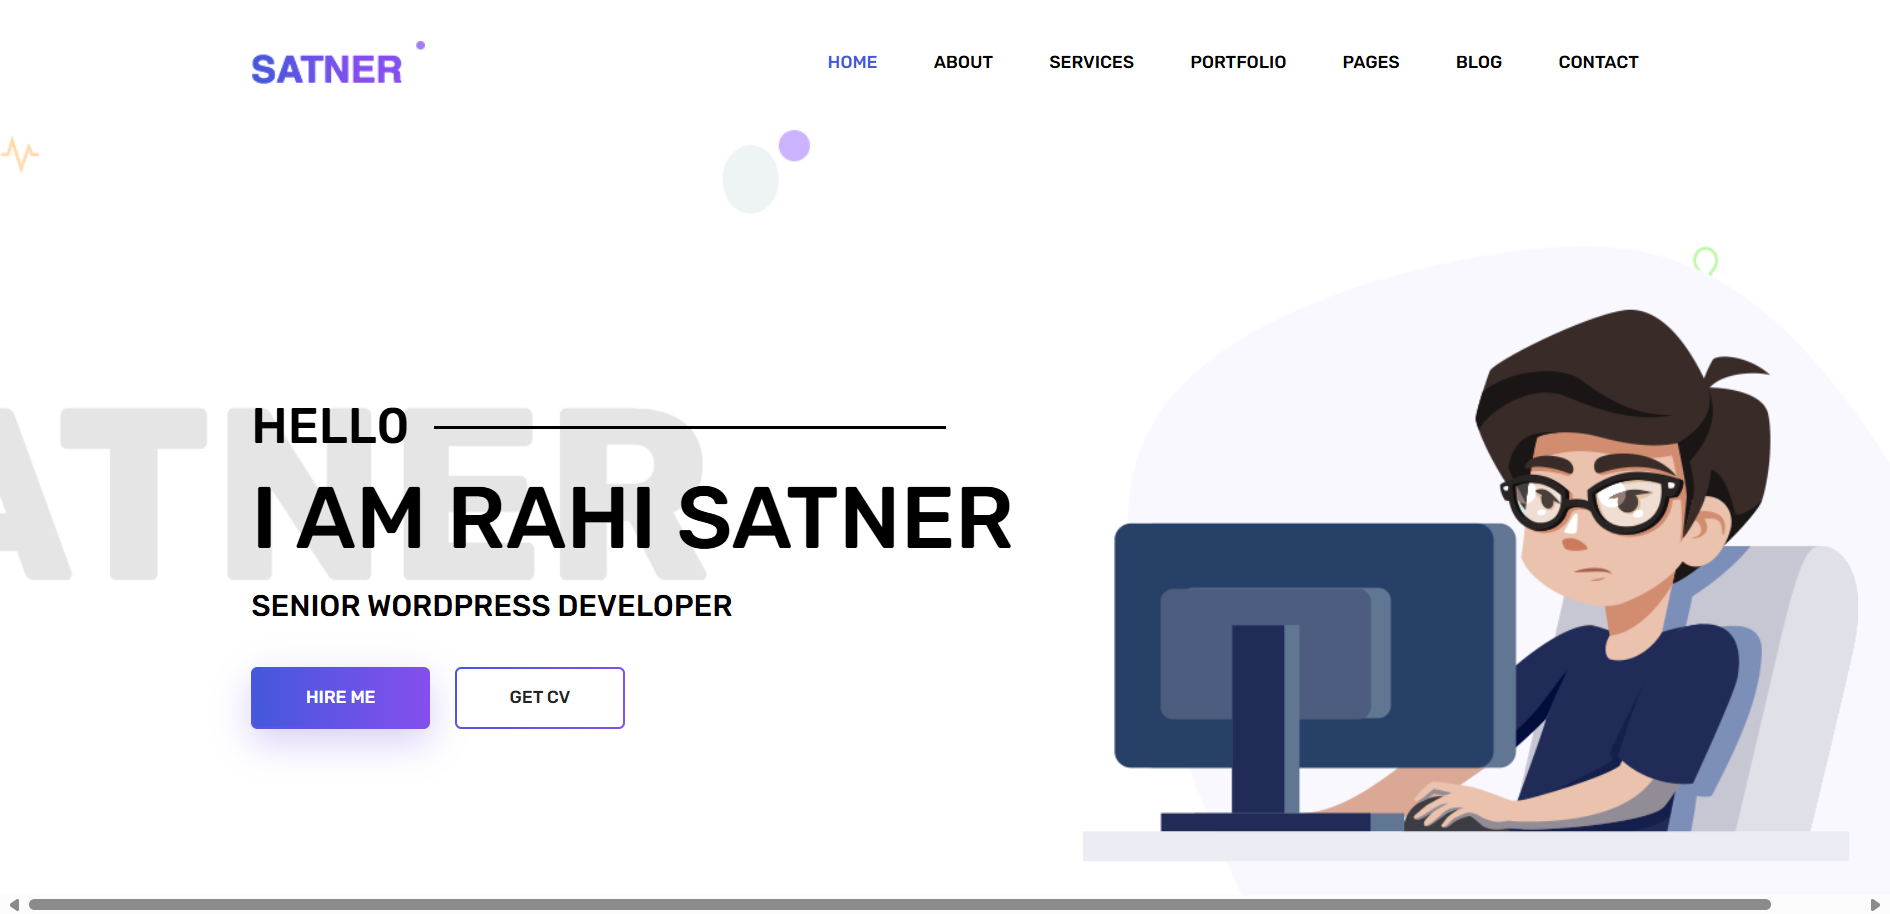 SATNER
HOME ABOUT SERVICES PORTFOLIO PAGES BLOG CONTACT
ATNER
HELLO
I AM RAHI SATNER
SENIOR WORDPRESS DEVELOPER
HIRE ME GET CV